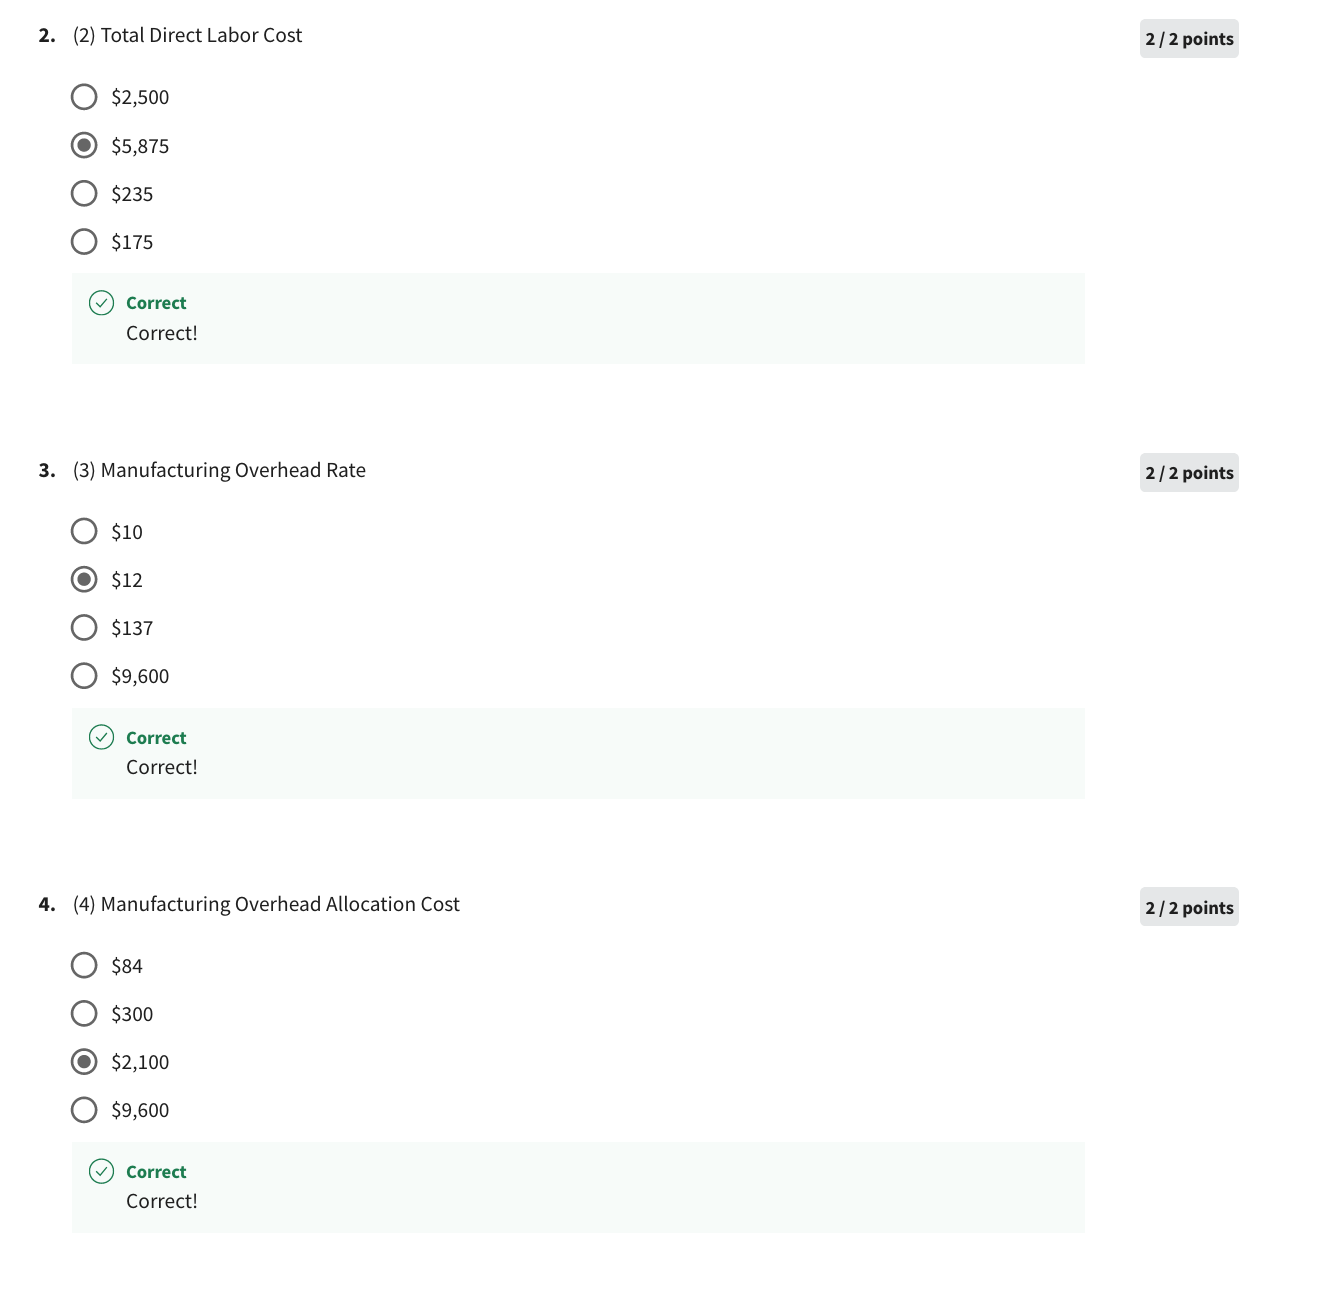 2. (2) Total Direct Labor Cost
2 / 2 points
$2,500
$5,875
$235
$175
Correct
Correct!
3. (3) Manufacturing Overhead Rate
2 / 2 points
$10
$12
$137
$9,600
Correct
Correct!
4. (4) Manufacturing Overhead Allocation Cost
2 / 2 points
$84
$300
$2,100
$9,600
Correct
Correct!